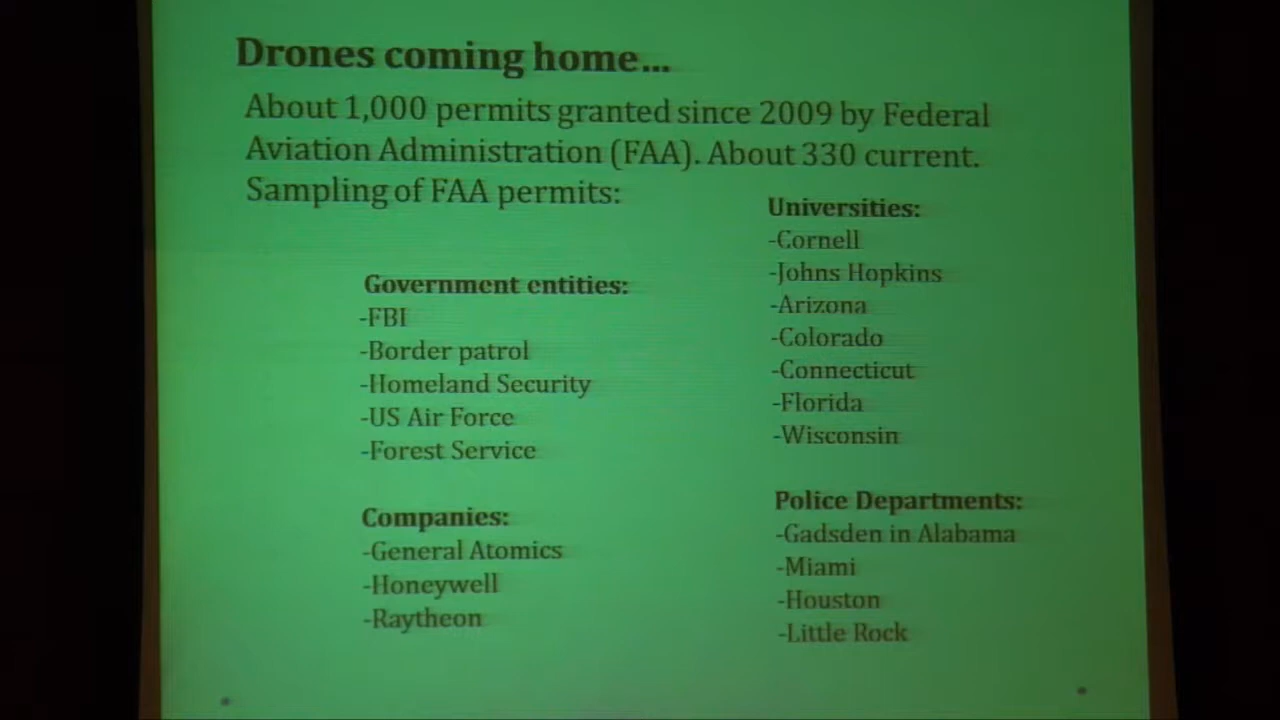 Drones coming home...
About 1,000 permits granted since 2009 by Federal
Aviation Administration (FAA). About 330 current.
Sampling of FAA permits:
Government entities:
-FBI
-Border patrol
-Homeland Security
-US Air Force
-Forest Service
Companies:
-General Atomics
-Honeywell
-Raytheon
Universities:
-Cornell
-Johns Hopkins
-Arizona
-Colorado
-Connecticut
-Florida
-Wisconsin
Police Departments:
-Gadsden in Alabama
-Miami
-Houston
-Little Rock